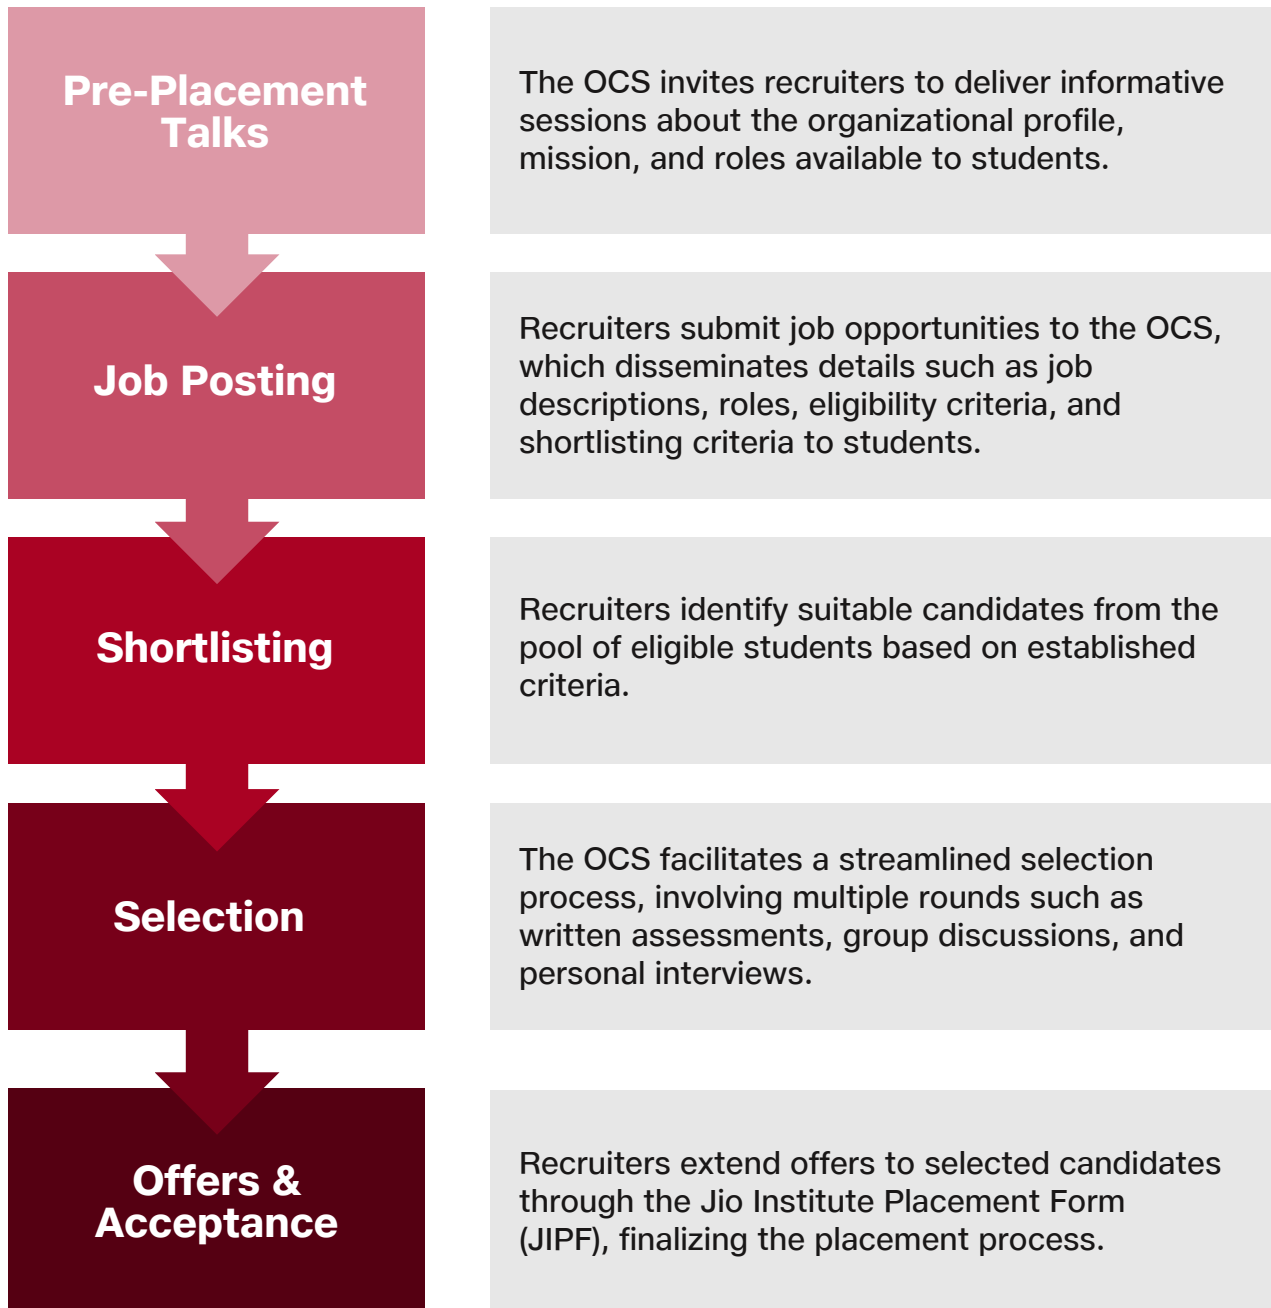 Pre-Placement
Talks
The OCS invites recruiters to deliver informative
sessions about the organizational profile,
mission, and roles available to students.
Job Posting
Recruiters submit job opportunities to the OCS,
which disseminates details such as job
descriptions, roles, eligibility criteria, and
shortlisting criteria to students.
Shortlisting
Recruiters identify suitable candidates from the
pool of eligible students based on established
criteria.
Selection
The OCS facilitates a streamlined selection
process, involving multiple rounds such as
written assessments, group discussions, and
personal interviews.
Offers &
Acceptance
Recruiters extend offers to selected candidates
through the Jio Institute Placement Form
(JIPF), finalizing the placement process.